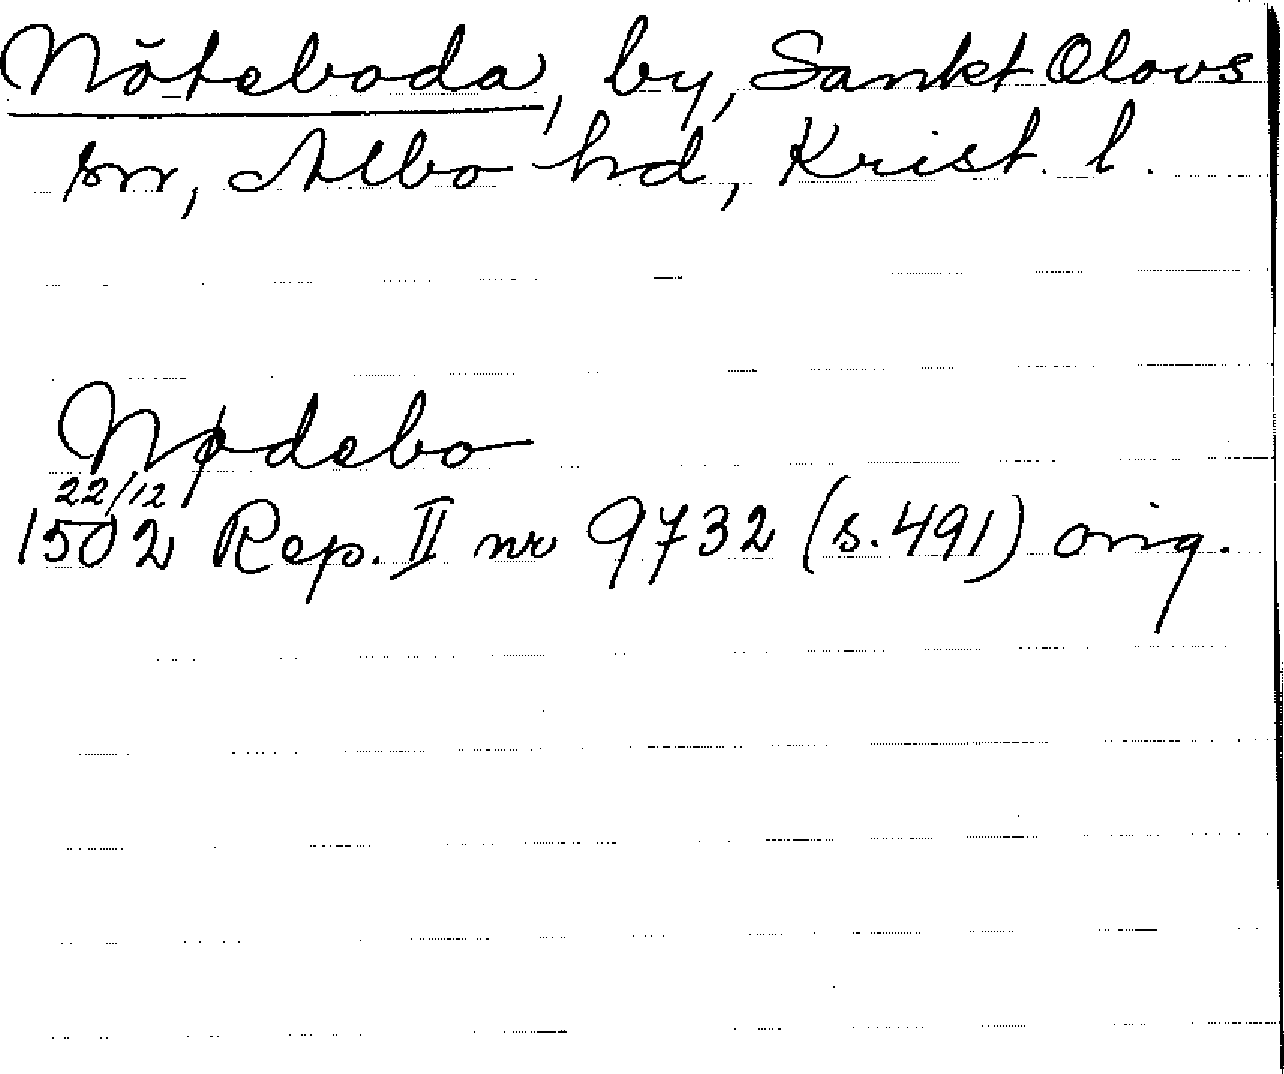 Nöteboda, by, Sankt Olovs
sn, Albo hd, Krist. l.
Nødebo
22/12
1502 Rep. II nr 9732 (s. 491) orig.